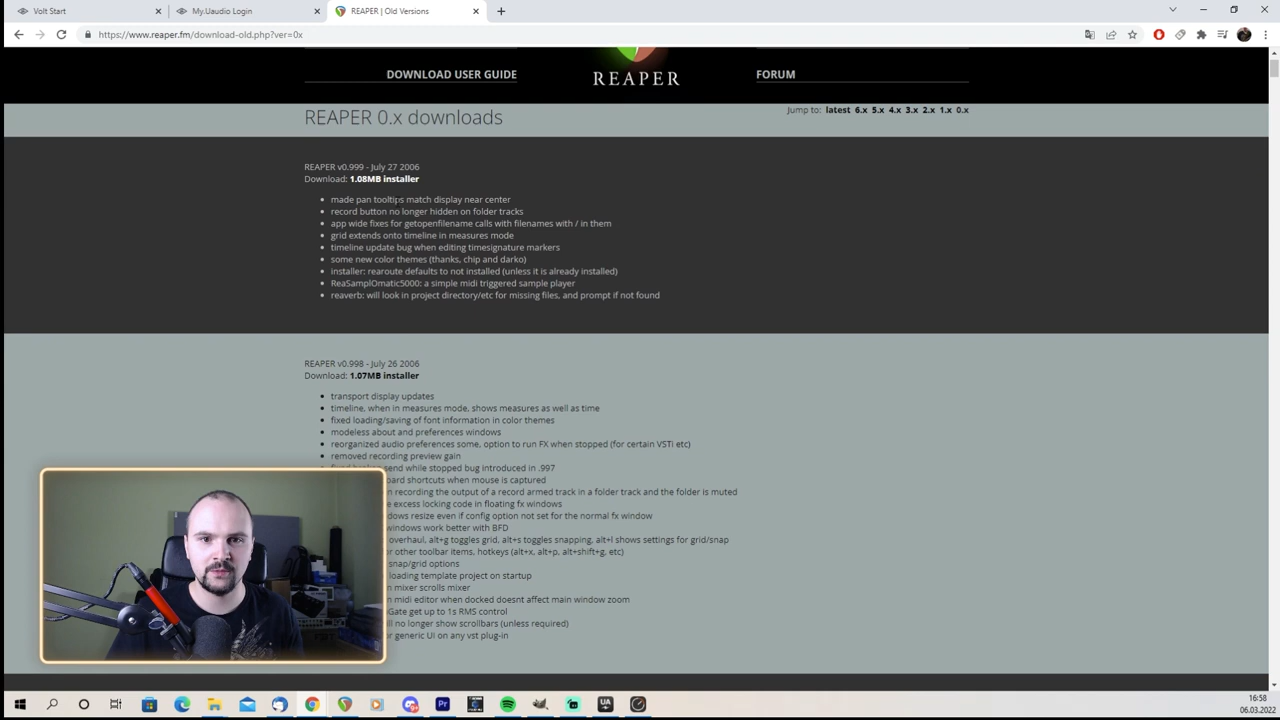 Volt Start
My.Uaudio Login
REAPER | Old Versions
https://www.reaper.fm/download-old.php?ver=0x
DOWNLOAD USER GUIDE
REAPER
FORUM
REAPER 0.x downloads
Jump to: latest 6.x 5.x 4.x 3.x 2.x 1.x 0.x
REAPER v0.999 - July 27 2006
Download: 1.08MB installer
made pan tooltips match display near center
record button no longer hidden on folder tracks
app wide fixes for getopenfilename calls with filenames with / in them
grid extends onto timeline in measures mode
timeline update bug when editing timesignature markers
some new color themes (thanks, chip and darko)
installer: rearoute defaults to not installed (unless it is already installed)
ReaSamplOmatic5000: a simple midi triggered sample player
reaverb: will look in project directory/etc for missing files, and prompt if not found
REAPER v0.998 - July 26 2006
Download: 1.07MB installer
transport display updates
timeline, when in measures mode, shows measures as well as time
fixed loading/saving of font information in color themes
modeless about and preferences windows
reorganized audio preferences some, option to run FX when stopped (for certain VSTi etc)
removed recording preview gain
send while stopped bug introduced in .997
shortcuts when mouse is captured
recording the output of a record armed track in a folder track and the folder is muted
excess locking code in floating fx windows
resize even if config option not set for the normal fx window
windows work better with BFD
overhaul, alt+g toggles grid, alt+s toggles snapping, alt+l shows settings for grid/snap
other toolbar items, hotkeys (alt+x, alt+p, alt+shift+g, etc)
snap/grid options
loading template project on startup
mixer scrolls mixer
midi editor when docked doesnt affect main window zoom
get up to 1s RMS control
no longer show scrollbars (unless required)
generic UI on any vst plug-in
16:58
06.03.2022